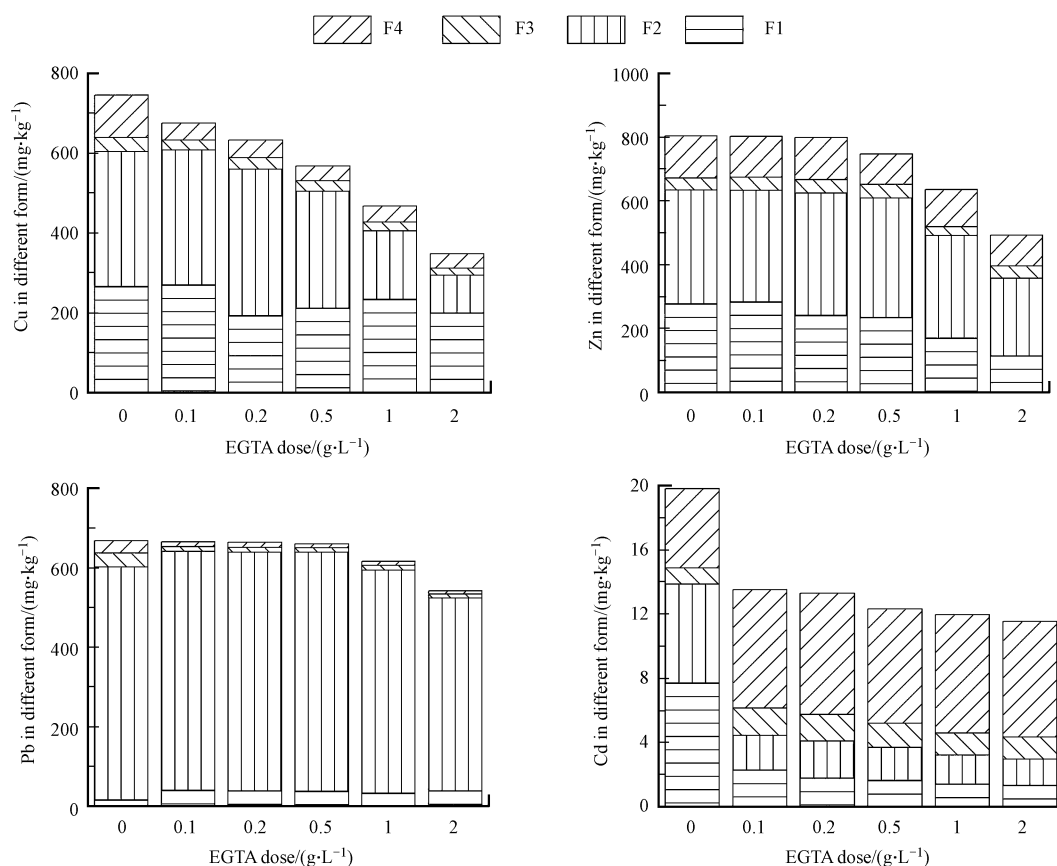 F4 F3 F2 F1
Cu in different form/(mg·kg⁻¹)
800
600
400
200
0
0 0.1 0.2 0.5 1 2
EGTA dose/(g·L⁻¹)
Zn in different form/(mg·kg⁻¹)
1000
800
600
400
200
0
0 0.1 0.2 0.5 1 2
EGTA dose/(g·L⁻¹)
Pb in different form/(mg·kg⁻¹)
800
600
400
200
0
0 0.1 0.2 0.5 1 2
EGTA dose/(g·L⁻¹)
Cd in different form/(mg·kg⁻¹)
20
16
12
8
4
0
0 0.1 0.2 0.5 1 2
EGTA dose/(g·L⁻¹)